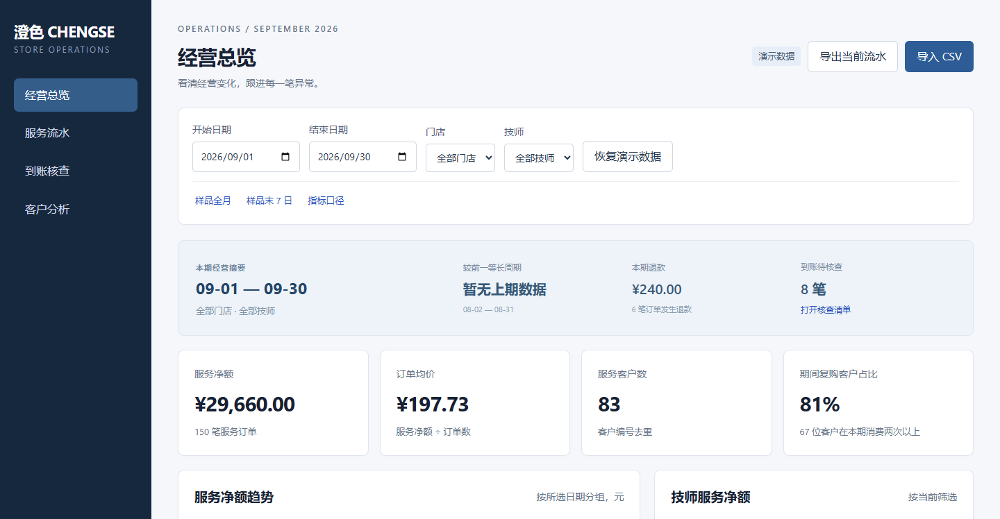 澄色 CHENGSE
STORE OPERATIONS
经营总览
服务流水
到账核查
客户分析
OPERATIONS / SEPTEMBER 2026
经营总览
看清经营变化，跟进每一笔异常。
演示数据
导出当前流水
导入 CSV
开始日期
2026/09/01
结束日期
2026/09/30
门店
全部门店
技师
全部技师
恢复演示数据
样品全月
样品末 7 日
指标口径
本期经营摘要
09-01 — 09-30
全部门店 · 全部技师
较前一等长周期
暂无上期数据
08-02 — 08-31
本期退款
¥240.00
6 笔订单发生退款
到账待核查
8 笔
打开核查清单
服务净额
¥29,660.00
150 笔服务订单
订单均价
¥197.73
服务净额 ÷ 订单数
服务客户数
83
客户编号去重
期间复购客户占比
81%
67 位客户在本期消费两次以上
服务净额趋势
按所选日期分组，元
技师服务净额
按当前筛选